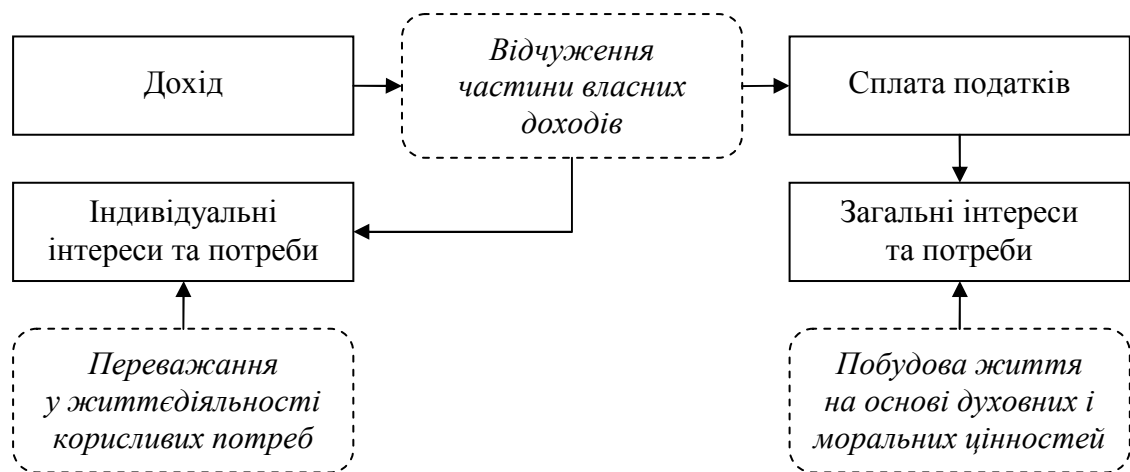 Дохід
Відчуження
частини власних
доходів
Сплата податків
Індивідуальні
інтереси та потреби
Загальні інтереси
та потреби
Переважання
у життєдіяльності
корисливих потреб
Побудова життя
на основі духовних і
моральних цінностей